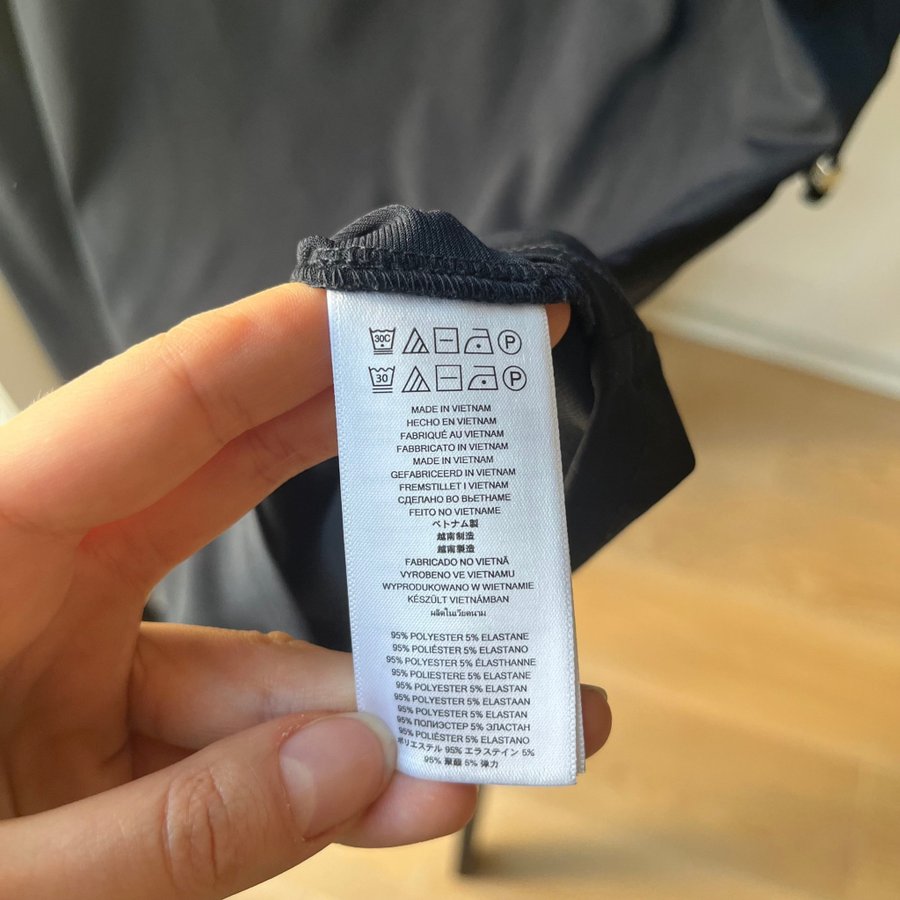 30C P
30 P
MADE IN VIETNAM
HECHO EN VIETNAM
FABRIQUÉ AU VIETNAM
FABBRICATO IN VIETNAM
MADE IN VIETNAM
GEFABRICEERD IN VIETNAM
FREMSTILLET I VIETNAM
СДЕЛАНО ВО ВЬЕТНАМЕ
FEITO NO VIETNAME
ベトナム製
越南制造
越南製造
FABRICADO NO VIETNÃ
VYROBENO VE VIETNAMU
WYPRODUKOWANO W WIETNAMIE
KÉSZÜLT VIETNÁMBAN
ผลิตในเวียดนาม
95% POLYESTER 5% ELASTANE
95% POLIÉSTER 5% ELASTANO
95% POLYESTER 5% ÉLASTHANNE
95% POLIESTERE 5% ELASTANE
95% POLYESTER 5% ELASTAN
95% POLYESTER 5% ELASTAAN
95% POLYESTER 5% ELASTAN
95% ПОЛИЭСТЕР 5% ЭЛАСТАН
95% POLIÉSTER 5% ELASTANO
ポリエステル 95% エラステイン 5%
95% 聚酯 5% 弹力